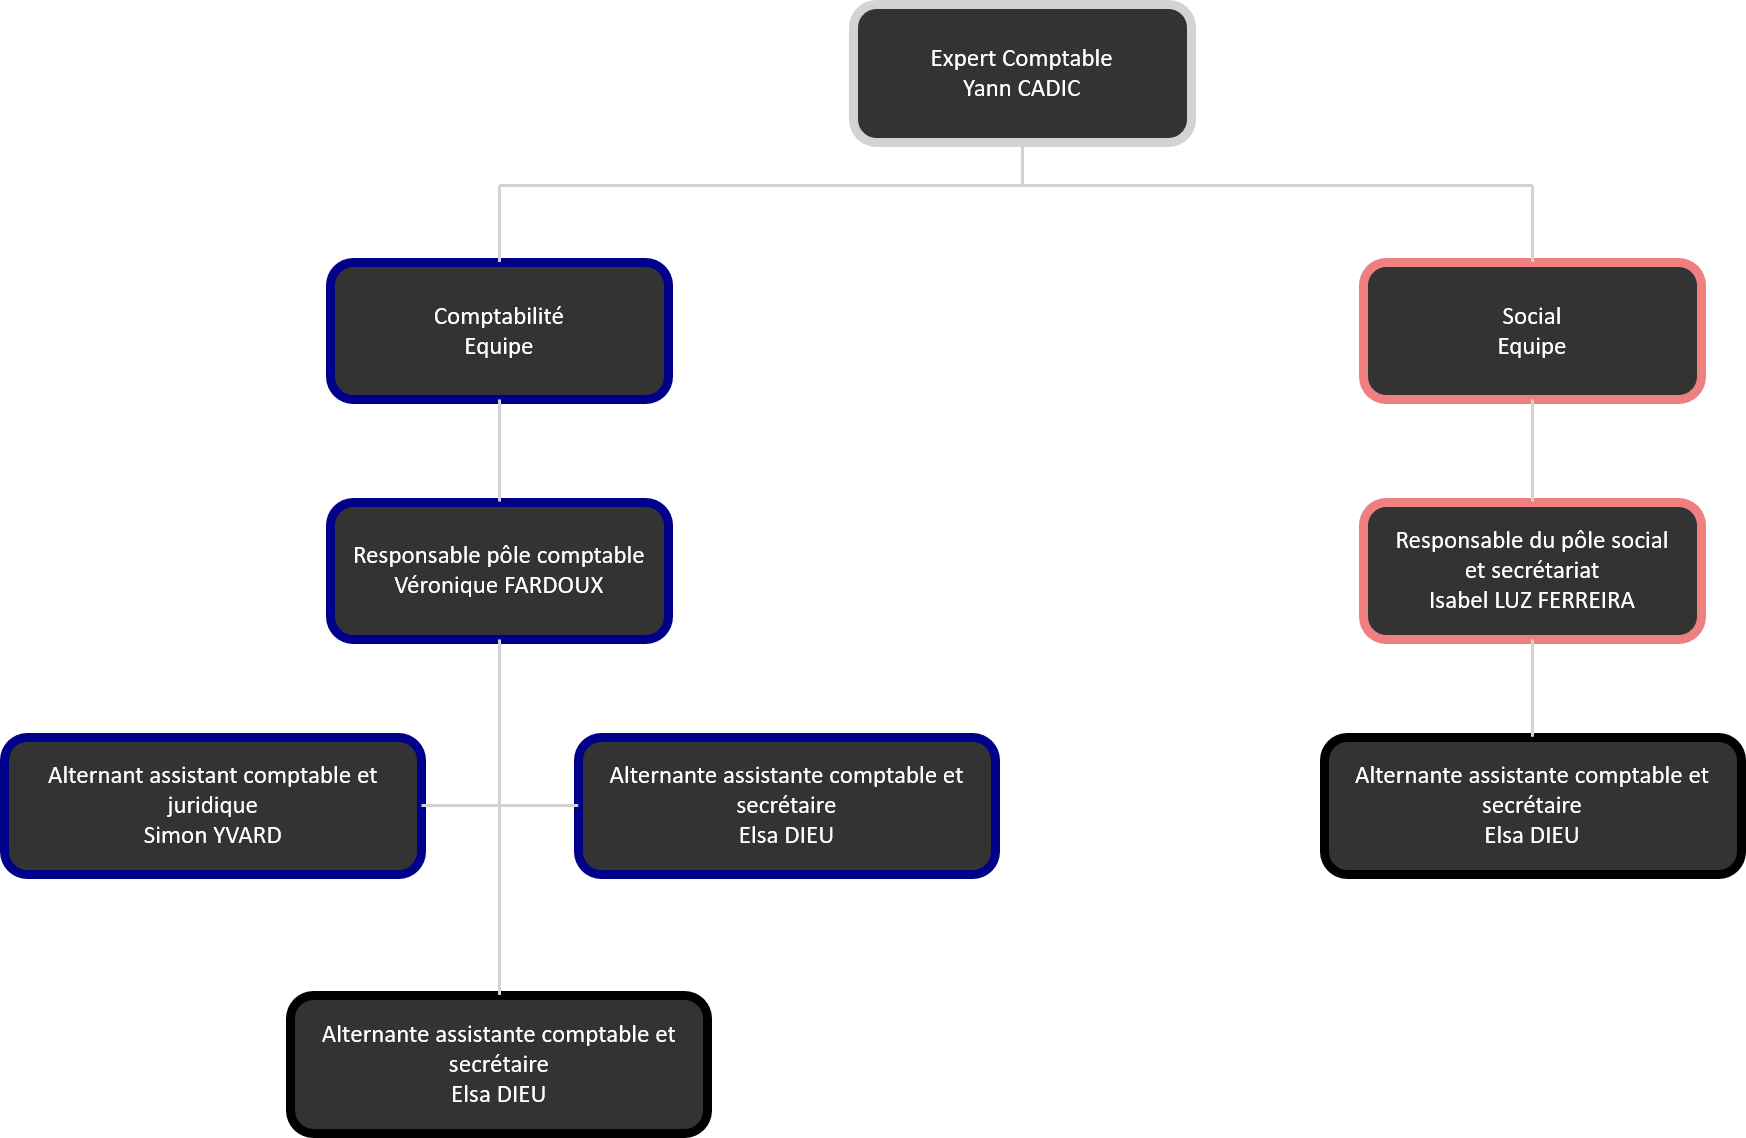 Expert Comptable
Yann CADIC
Comptabilité
Equipe
Social
Equipe
Responsable pôle comptable
Véronique FARDOUX
Responsable du pôle social
et secrétariat
Isabel LUZ FERREIRA
Alternant assistant comptable et
juridique
Simon YVARD
Alternante assistante comptable et
secrétaire
Elsa DIEU
Alternante assistante comptable et
secrétaire
Elsa DIEU
Alternante assistante comptable et
secrétaire
Elsa DIEU